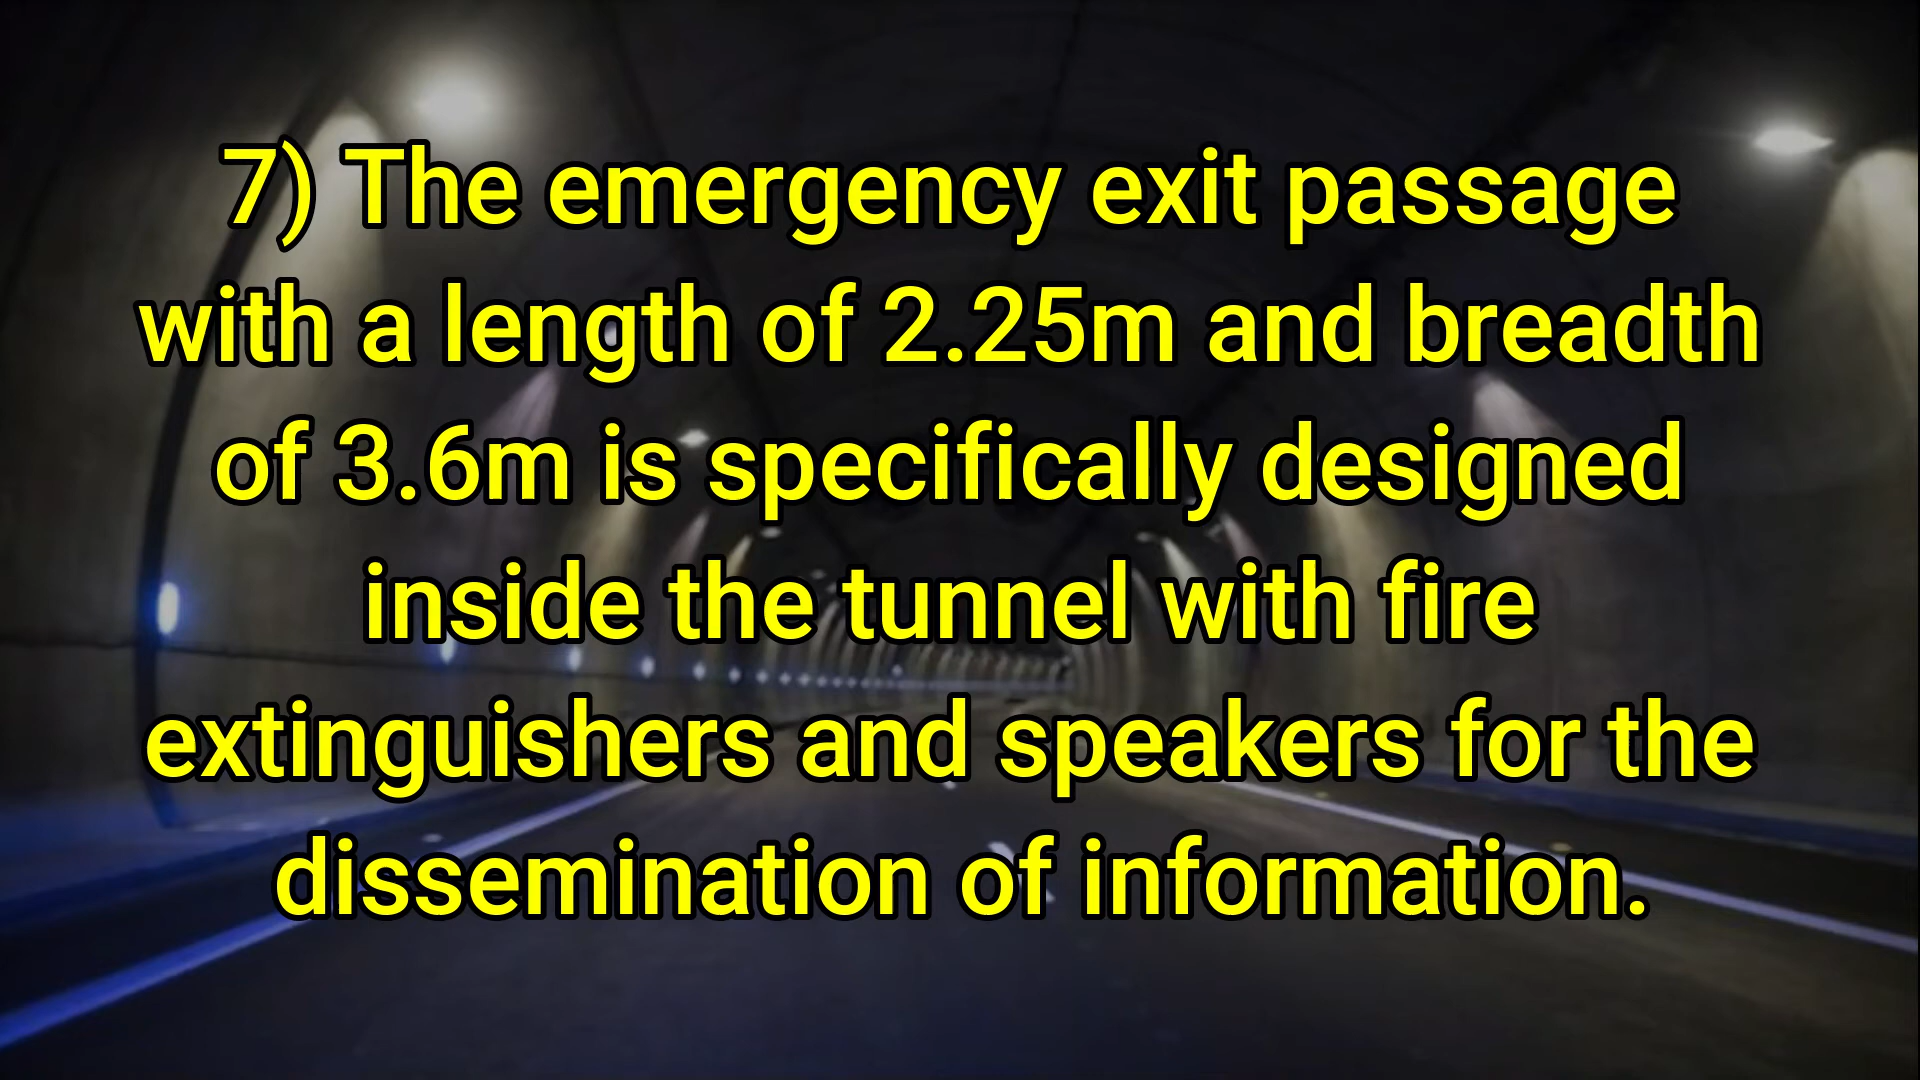 7) The emergency exit passage
with a length of 2.25m and breadth
of 3.6m is specifically designed
inside the tunnel with fire
extinguishers and speakers for the
dissemination of information.